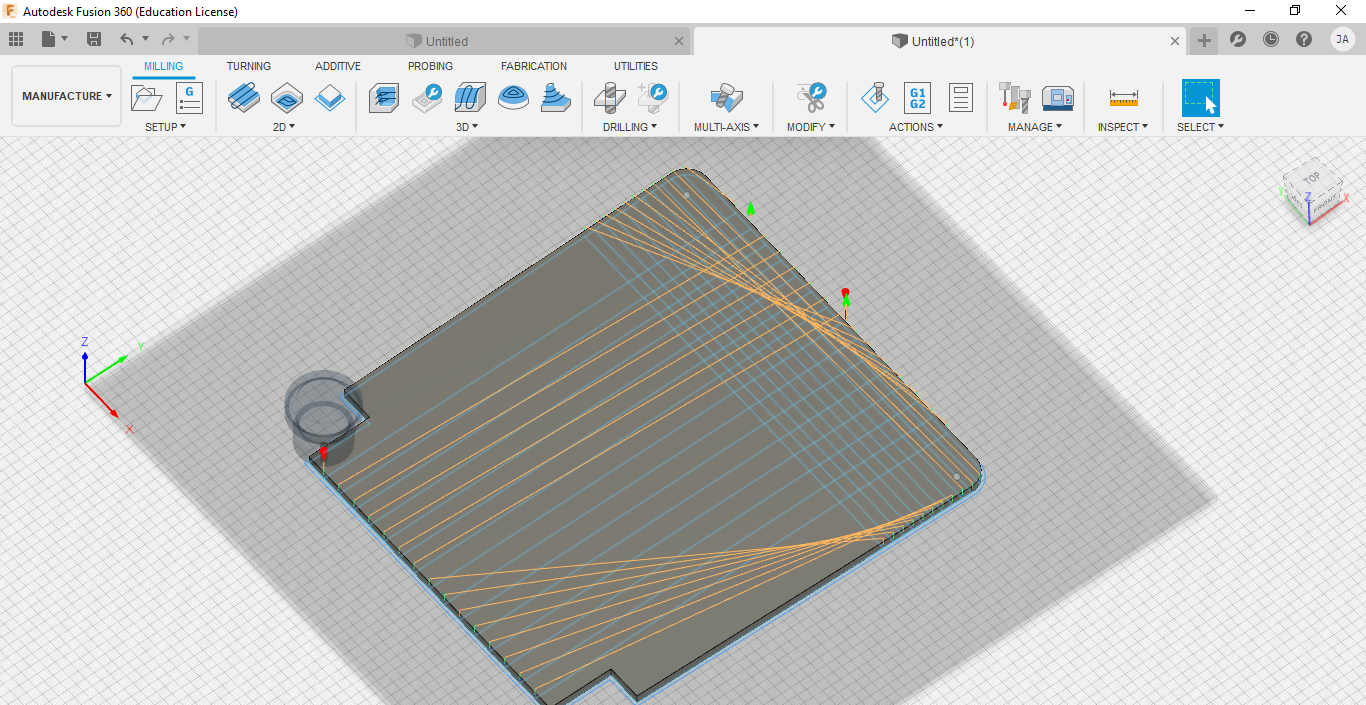 Autodesk Fusion 360 (Education License)
Untitled
Untitled*(1)
JA
MILLING TURNING ADDITIVE PROBING FABRICATION UTILITIES
MANUFACTURE
G
G1
G2
SETUP 2D 3D DRILLING MULTI-AXIS MODIFY ACTIONS MANAGE INSPECT SELECT
TOP
FRONT
Y
Z
X
Z
Y
X